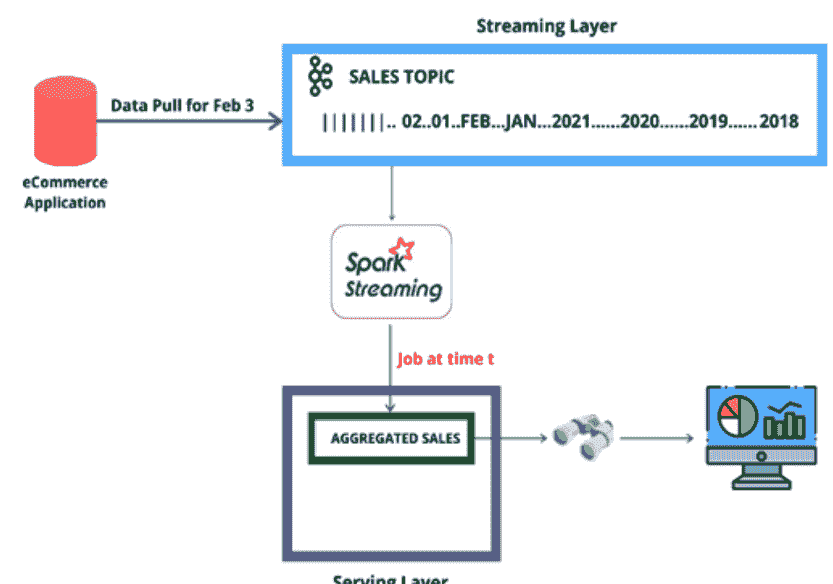 Streaming Layer
SALES TOPIC
Data Pull for Feb 3
||||||||.. 02..01..FEB...JAN...2021......2020......2019......2018
eCommerce
Application
Spark
Streaming
Job at time t
AGGREGATED SALES
Serving Layer